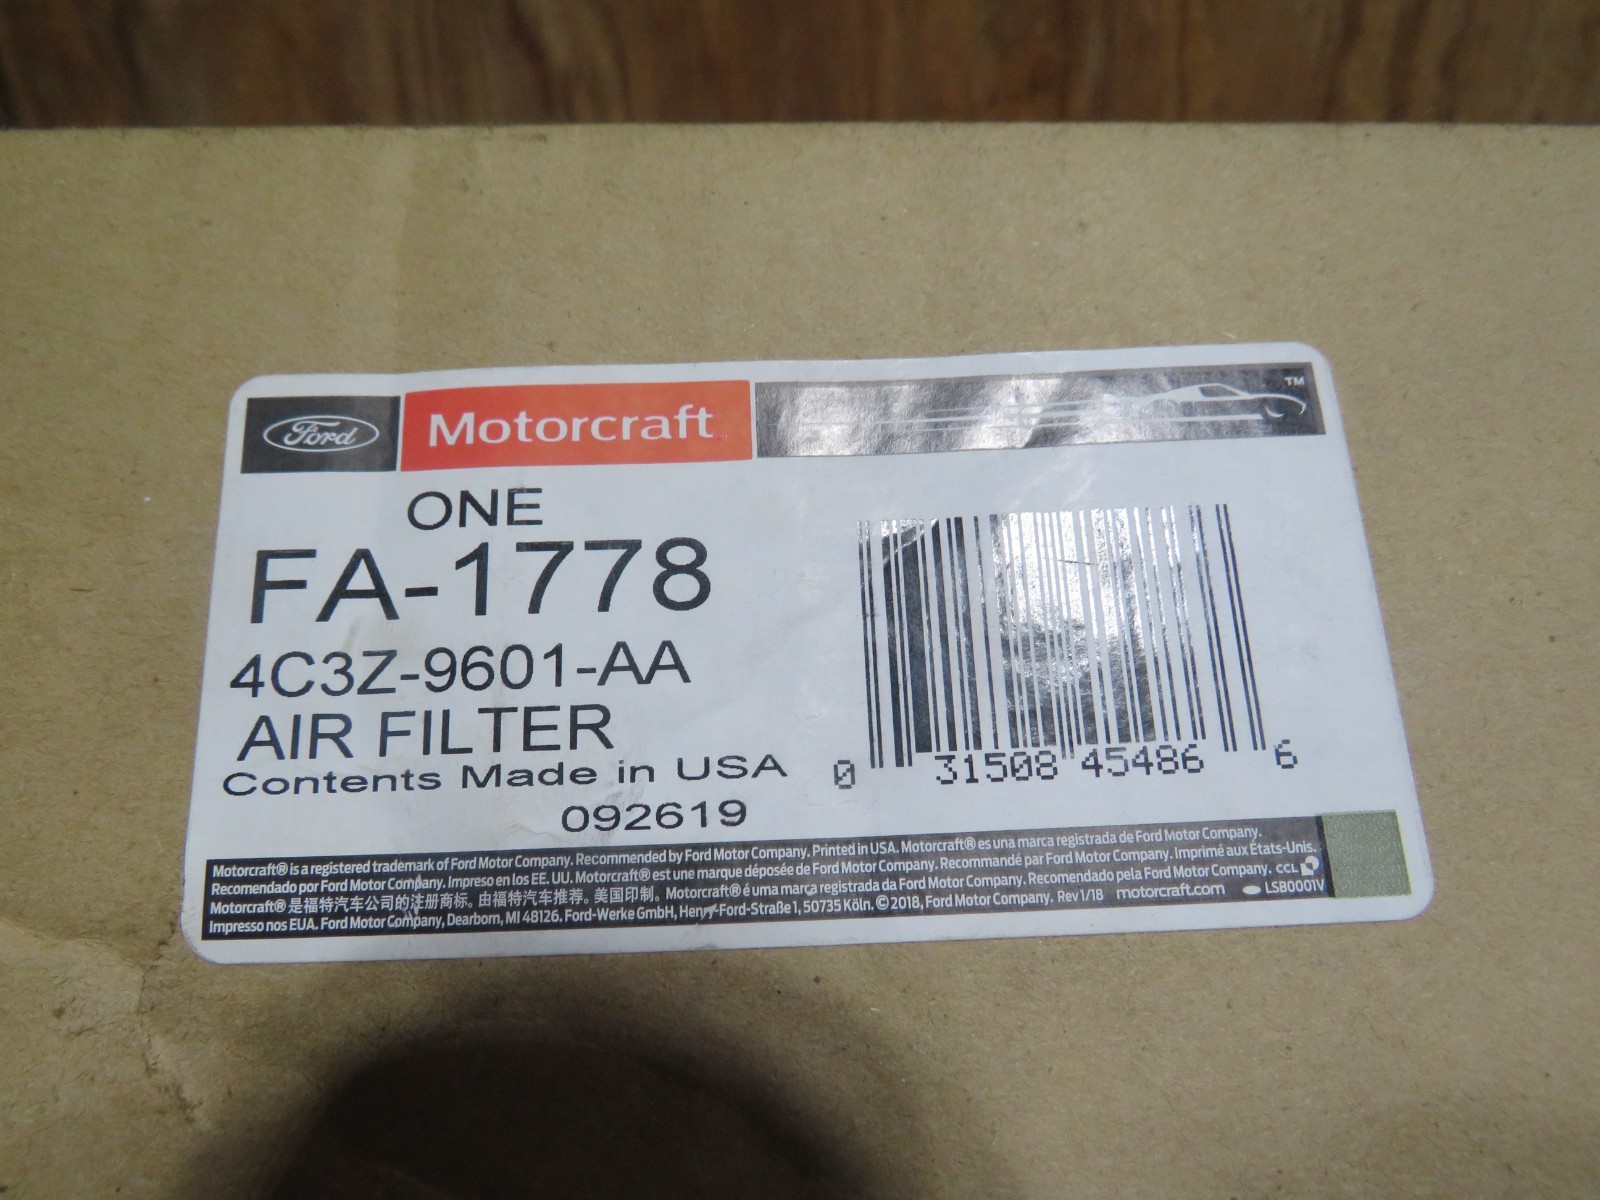 Ford Motorcraft TM
ONE
FA-1778
4C3Z-9601-AA
AIR FILTER
Contents Made in USA
092619
0 31508 45486 6
Motorcraft® is a registered trademark of Ford Motor Company. Recommended by Ford Motor Company. Printed in USA. Motorcraft® es una marca registrada de Ford Motor Company.
Recomendado por Ford Motor Company. Impreso en los EE. UU. Motorcraft® est une marque déposée de Ford Motor Company. Recommandé par Ford Motor Company. Imprimé aux États-Unis.
Motorcraft® 是福特汽车公司的注册商标。由福特汽车推荐。美国印制。Motorcraft® é uma marca registrada da Ford Motor Company. Recomendado pela Ford Motor Company. CCL
Impresso nos EUA. Ford Motor Company, Dearborn, MI 48126. Ford-Werke GmbH, Henry-Ford-Straße 1, 50735 Köln. © 2018, Ford Motor Company. Rev 1/18 motorcraft.com LSB0001V